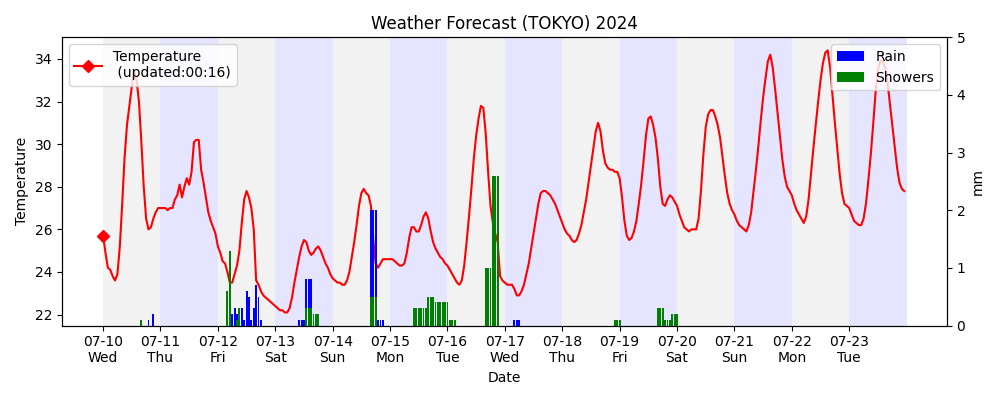 Weather Forecast (TOKYO) 2024
Temperature
(updated:00:16)
Rain
Showers
Temperature
34
32
30
28
26
24
22
5
4
3
2
1
0
mm
07-10 07-11 07-12 07-13 07-14 07-15 07-16 07-17 07-18 07-19 07-20 07-21 07-22 07-23
Wed Thu Fri Sat Sun Mon Tue Wed Thu Fri Sat Sun Mon Tue
Date